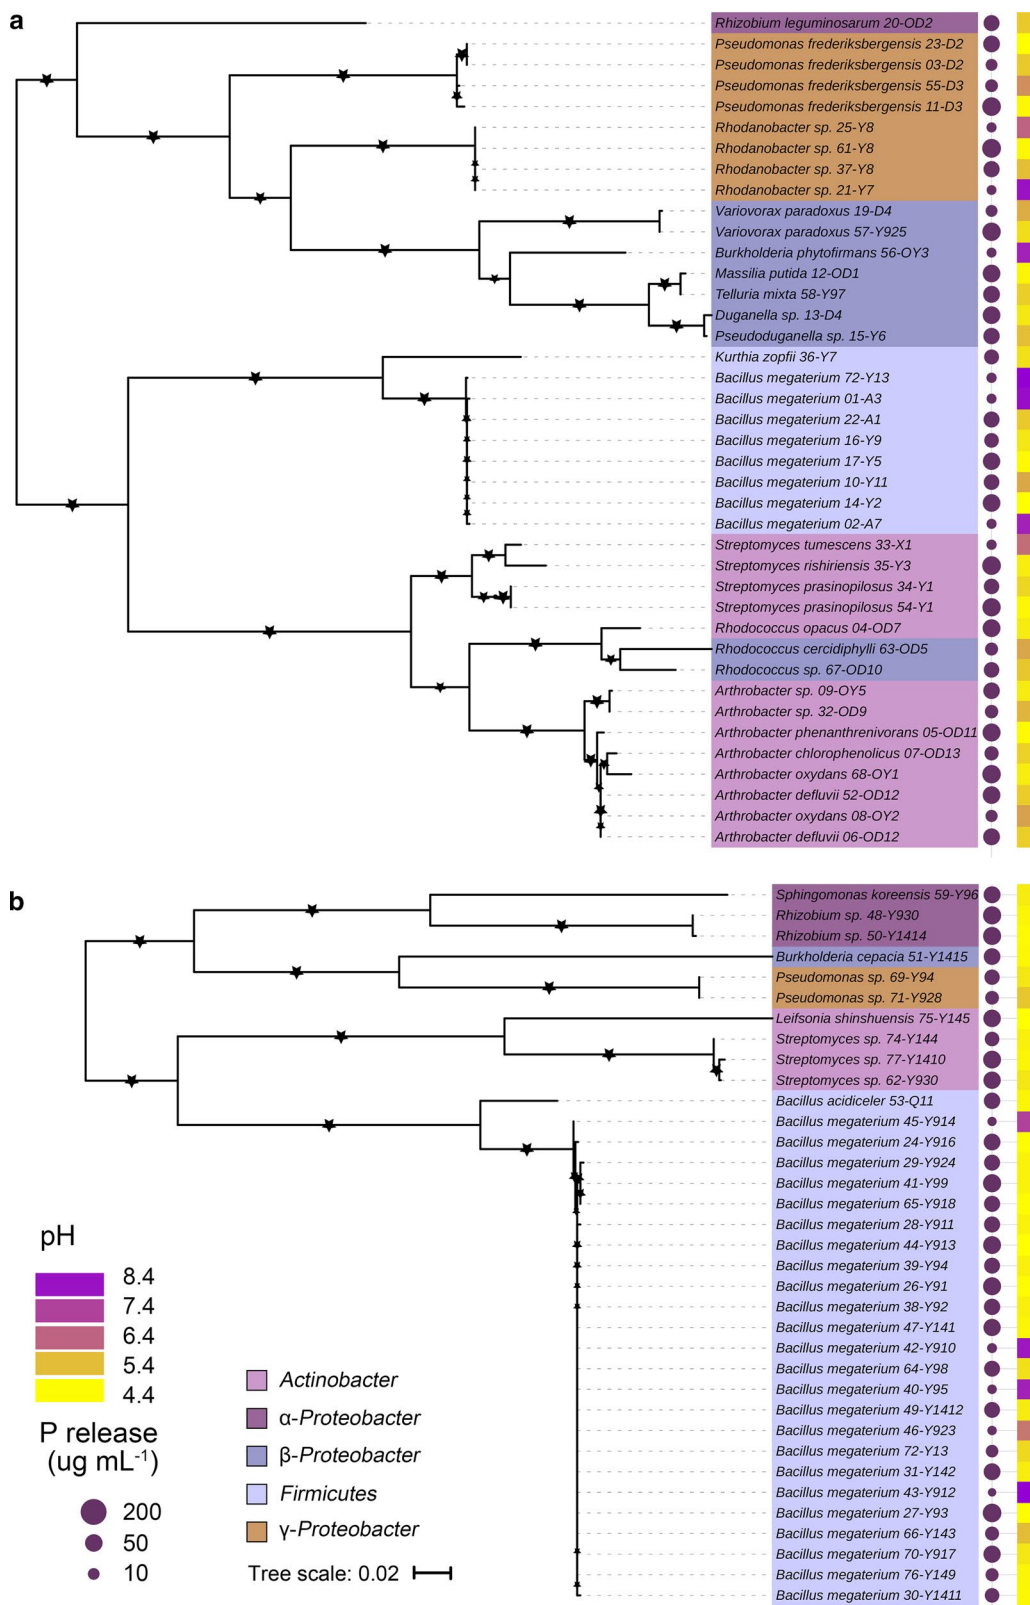 a
Rhizobium leguminosarum 20-OD2
Pseudomonas frederiksbergensis 23-D2
Pseudomonas frederiksbergensis 03-D2
Pseudomonas frederiksbergensis 55-D3
Pseudomonas frederiksbergensis 11-D3
Rhodanobacter sp. 25-Y8
Rhodanobacter sp. 61-Y8
Rhodanobacter sp. 37-Y8
Rhodanobacter sp. 21-Y7
Variovorax paradoxus 19-D4
Variovorax paradoxus 57-Y925
Burkholderia phytofirmans 56-OY3
Massilia putida 12-OD1
Telluria mixta 58-Y97
Duganella sp. 13-D4
Pseudoduganella sp. 15-Y6
Kurthia zopfii 36-Y7
Bacillus megaterium 72-Y13
Bacillus megaterium 01-A3
Bacillus megaterium 22-A1
Bacillus megaterium 16-Y9
Bacillus megaterium 17-Y5
Bacillus megaterium 10-Y11
Bacillus megaterium 14-Y2
Bacillus megaterium 02-A7
Streptomyces tumescens 33-X1
Streptomyces rishiriensis 35-Y3
Streptomyces prasinopilosus 34-Y1
Streptomyces prasinopilosus 54-Y1
Rhodococcus opacus 04-OD7
Rhodococcus cercidiphylli 63-OD5
Rhodococcus sp. 67-OD10
Arthrobacter sp. 09-OY5
Arthrobacter sp. 32-OD9
Arthrobacter phenanthrenivorans 05-OD11
Arthrobacter chlorophenolicus 07-OD13
Arthrobacter oxydans 68-OY1
Arthrobacter defluvii 52-OD12
Arthrobacter oxydans 08-OY2
Arthrobacter defluvii 06-OD12
b
Sphingomonas koreensis 59-Y96
Rhizobium sp. 48-Y930
Rhizobium sp. 50-Y1414
Burkholderia cepacia 51-Y1415
Pseudomonas sp. 69-Y94
Pseudomonas sp. 71-Y928
Leifsonia shinshuensis 75-Y145
Streptomyces sp. 74-Y144
Streptomyces sp. 77-Y1410
Streptomyces sp. 62-Y930
Bacillus acidiceler 53-Q11
Bacillus megaterium 45-Y914
Bacillus megaterium 24-Y916
Bacillus megaterium 29-Y924
Bacillus megaterium 41-Y99
Bacillus megaterium 65-Y918
Bacillus megaterium 28-Y911
Bacillus megaterium 44-Y913
Bacillus megaterium 39-Y94
Bacillus megaterium 26-Y91
Bacillus megaterium 38-Y92
Bacillus megaterium 47-Y141
Bacillus megaterium 42-Y910
Bacillus megaterium 64-Y98
Bacillus megaterium 40-Y95
Bacillus megaterium 49-Y1412
Bacillus megaterium 46-Y923
Bacillus megaterium 72-Y13
Bacillus megaterium 31-Y142
Bacillus megaterium 43-Y912
Bacillus megaterium 27-Y93
Bacillus megaterium 66-Y143
Bacillus megaterium 70-Y917
Bacillus megaterium 76-Y149
Bacillus megaterium 30-Y1411
pH
8.4
7.4
6.4
5.4
4.4
P release
(ug mL⁻¹)
200
50
10
Actinobacter
α-Proteobacter
β-Proteobacter
Firmicutes
γ-Proteobacter
Tree scale: 0.02